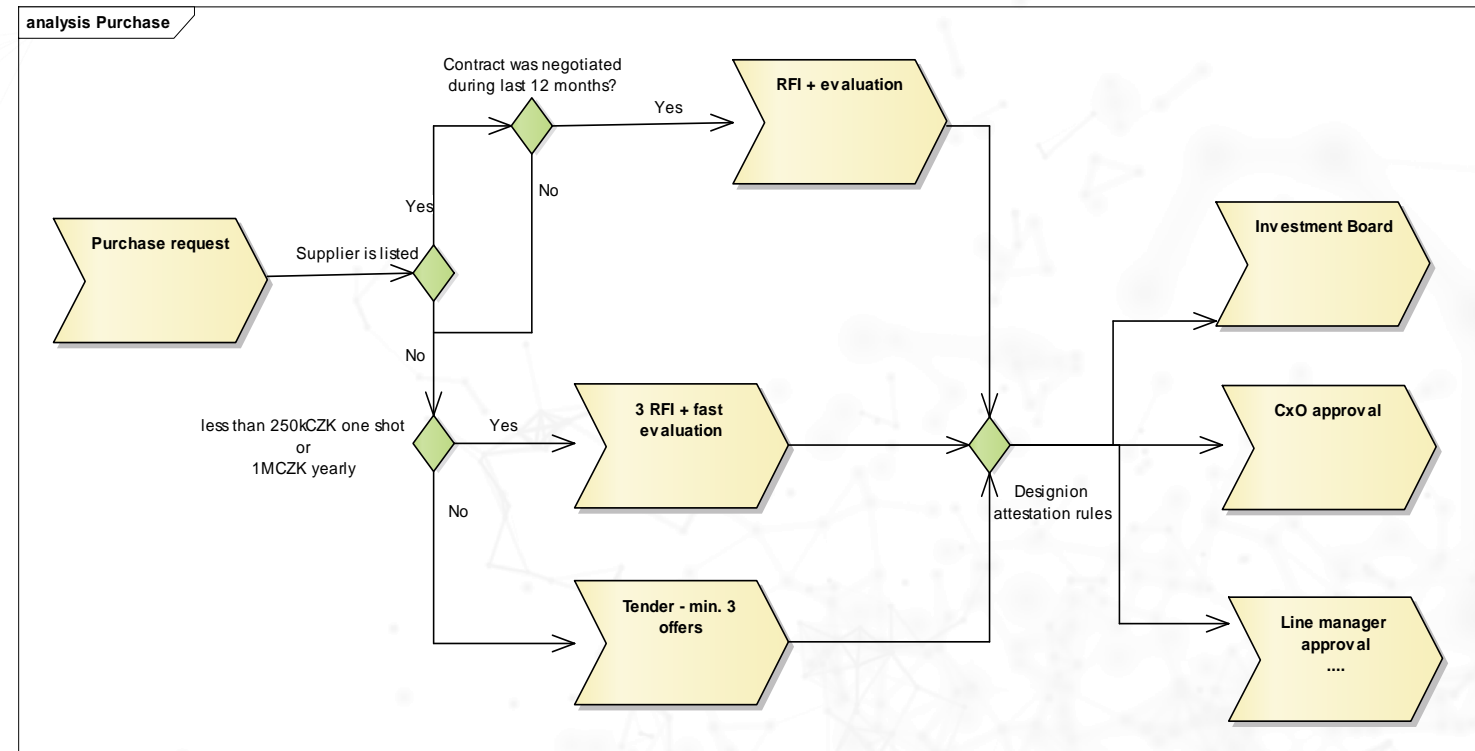 analysis Purchase
Contract was negotiated
during last 12 months?
Yes
RFI + evaluation
No
Yes
Purchase request
Supplier is listed
Investment Board
No
less than 250kCZK one shot
or
1MCZK yearly
Yes
3 RFI + fast
evaluation
CxO approval
No
Designion
attestation rules
Tender - min. 3
offers
Line manager
approval
....